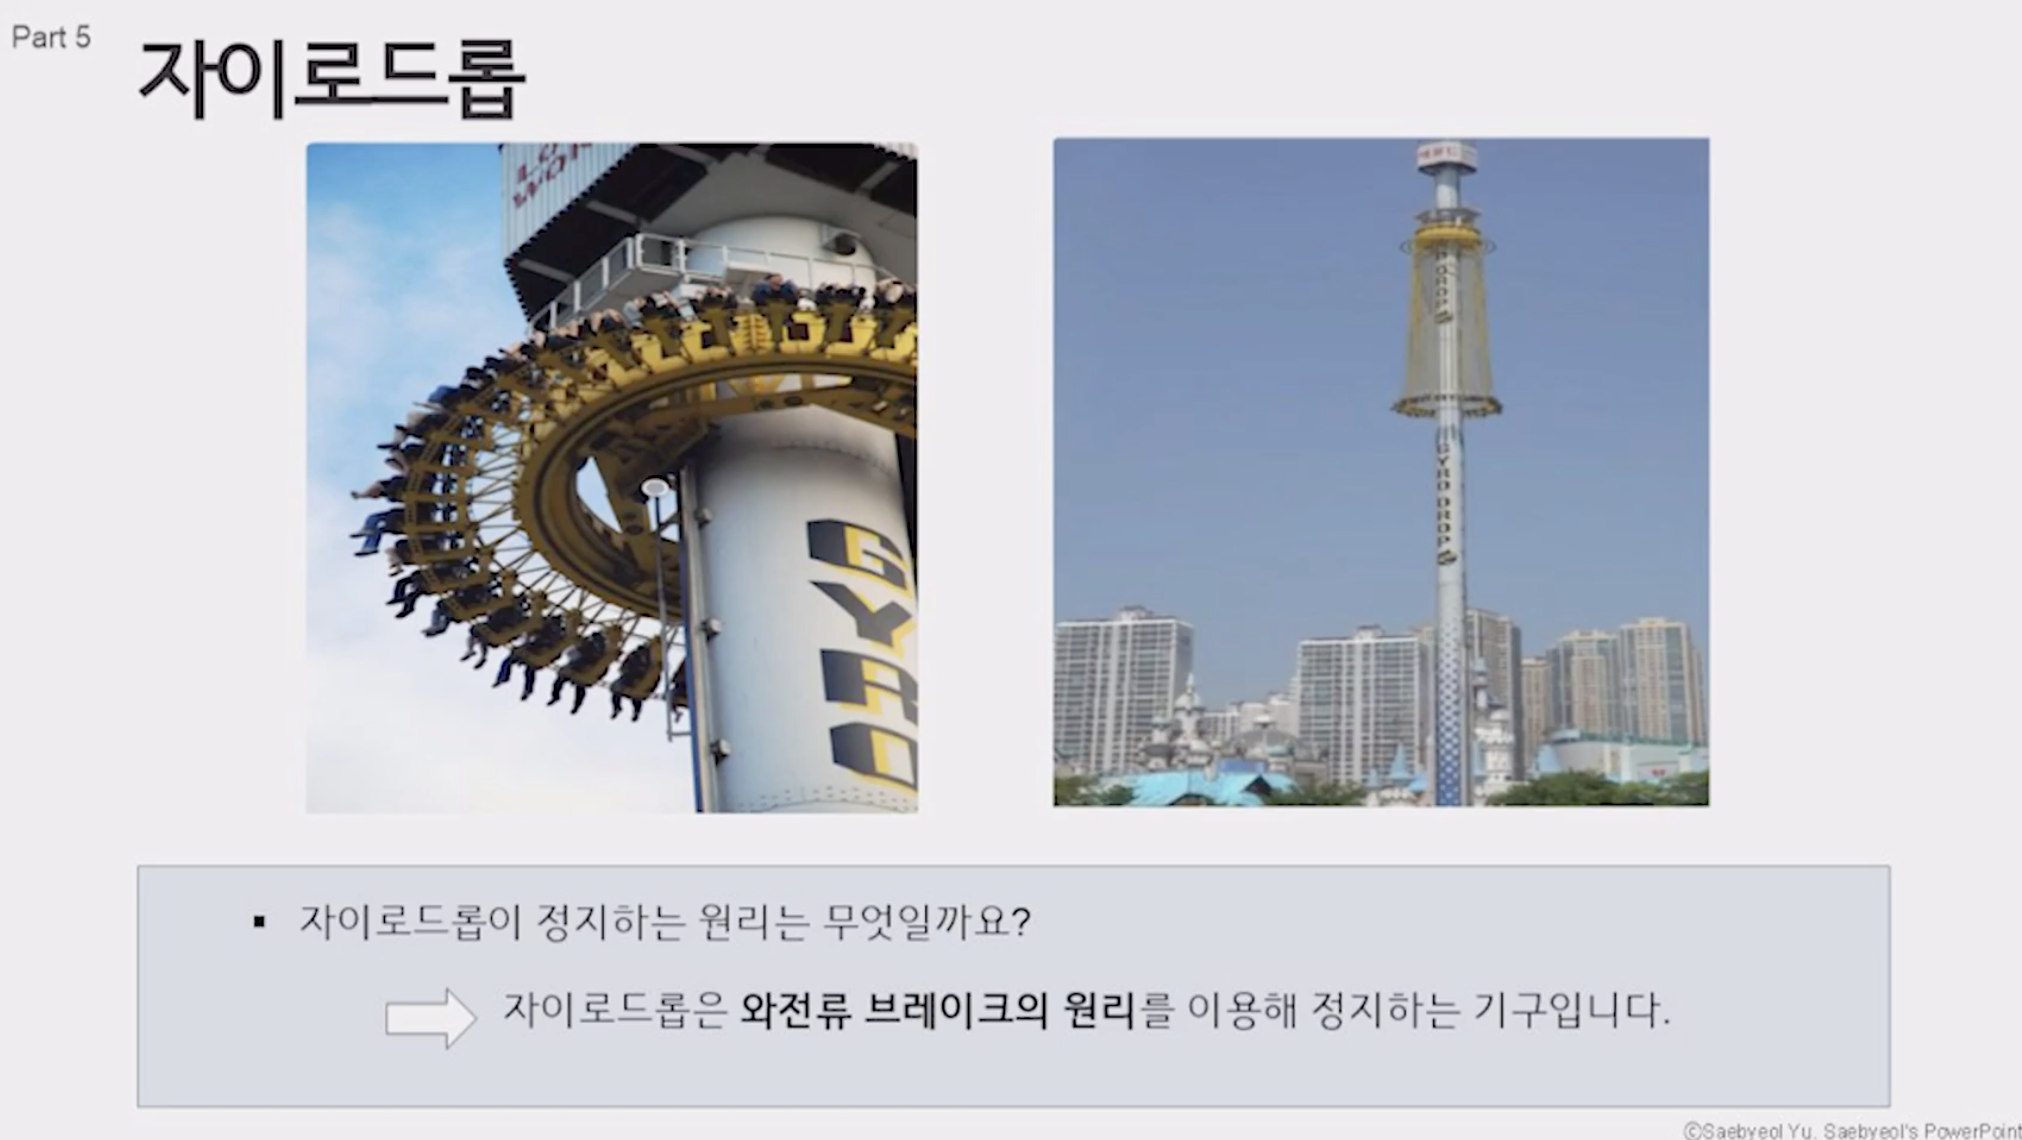 Part 5
자이로드롭
GYRO
GYRO DROP
자이로드롭이 정지하는 원리는 무엇일까요?
자이로드롭은 와전류 브레이크의 원리를 이용해 정지하는 기구입니다.
©Saebyeol Yu. Saebyeol's PowerPoint